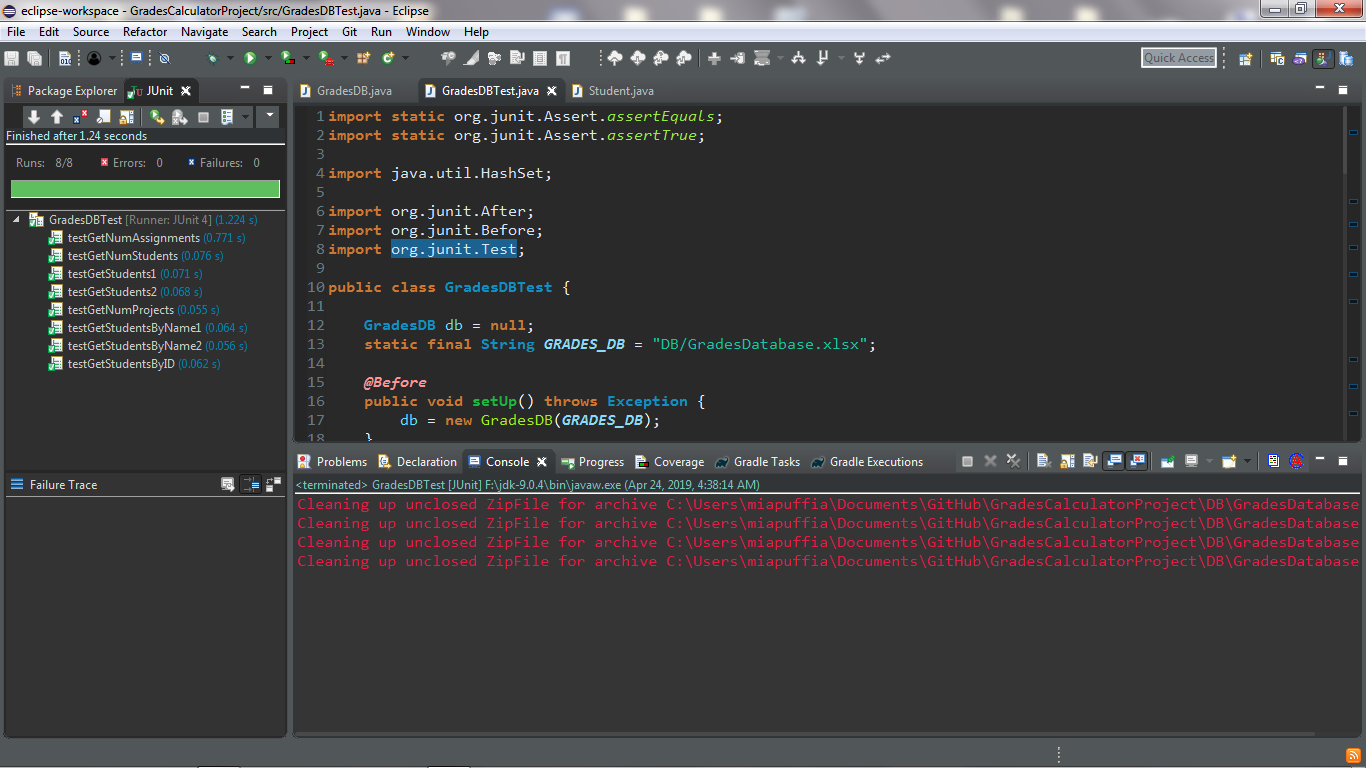 eclipse-workspace - GradesCalculatorProject/src/GradesDBTest.java - Eclipse
File Edit Source Refactor Navigate Search Project Git Run Window Help
Quick Access
Package Explorer JUnit
Finished after 1.24 seconds
Runs: 8/8 Errors: 0 Failures: 0
GradesDBTest [Runner: JUnit 4] (1.224 s)
testGetNumAssignments (0.771 s)
testGetNumStudents (0.076 s)
testGetStudents1 (0.071 s)
testGetStudents2 (0.068 s)
testGetNumProjects (0.055 s)
testGetStudentsByName1 (0.064 s)
testGetStudentsByName2 (0.056 s)
testGetStudentsByID (0.062 s)
Failure Trace
GradesDB.java GradesDBTest.java Student.java
1 import static org.junit.Assert.assertEquals;
2 import static org.junit.Assert.assertTrue;
3
4 import java.util.HashSet;
5
6 import org.junit.After;
7 import org.junit.Before;
8 import org.junit.Test;
9
10 public class GradesDBTest {
11
12 GradesDB db = null;
13 static final String GRADES_DB = "DB/GradesDatabase.xlsx";
14
15 @Before
16 public void setUp() throws Exception {
17 db = new GradesDB(GRADES_DB);
18 }
Problems Declaration Console Progress Coverage Gradle Tasks Gradle Executions
<terminated> GradesDBTest [JUnit] F:\jdk-9.0.4\bin\javaw.exe (Apr 24, 2019, 4:38:14 AM)
Cleaning up unclosed ZipFile for archive C:\Users\miapuffia\Documents\GitHub\GradesCalculatorProject\DB\GradesDatabase
Cleaning up unclosed ZipFile for archive C:\Users\miapuffia\Documents\GitHub\GradesCalculatorProject\DB\GradesDatabase
Cleaning up unclosed ZipFile for archive C:\Users\miapuffia\Documents\GitHub\GradesCalculatorProject\DB\GradesDatabase
Cleaning up unclosed ZipFile for archive C:\Users\miapuffia\Documents\GitHub\GradesCalculatorProject\DB\GradesDatabase